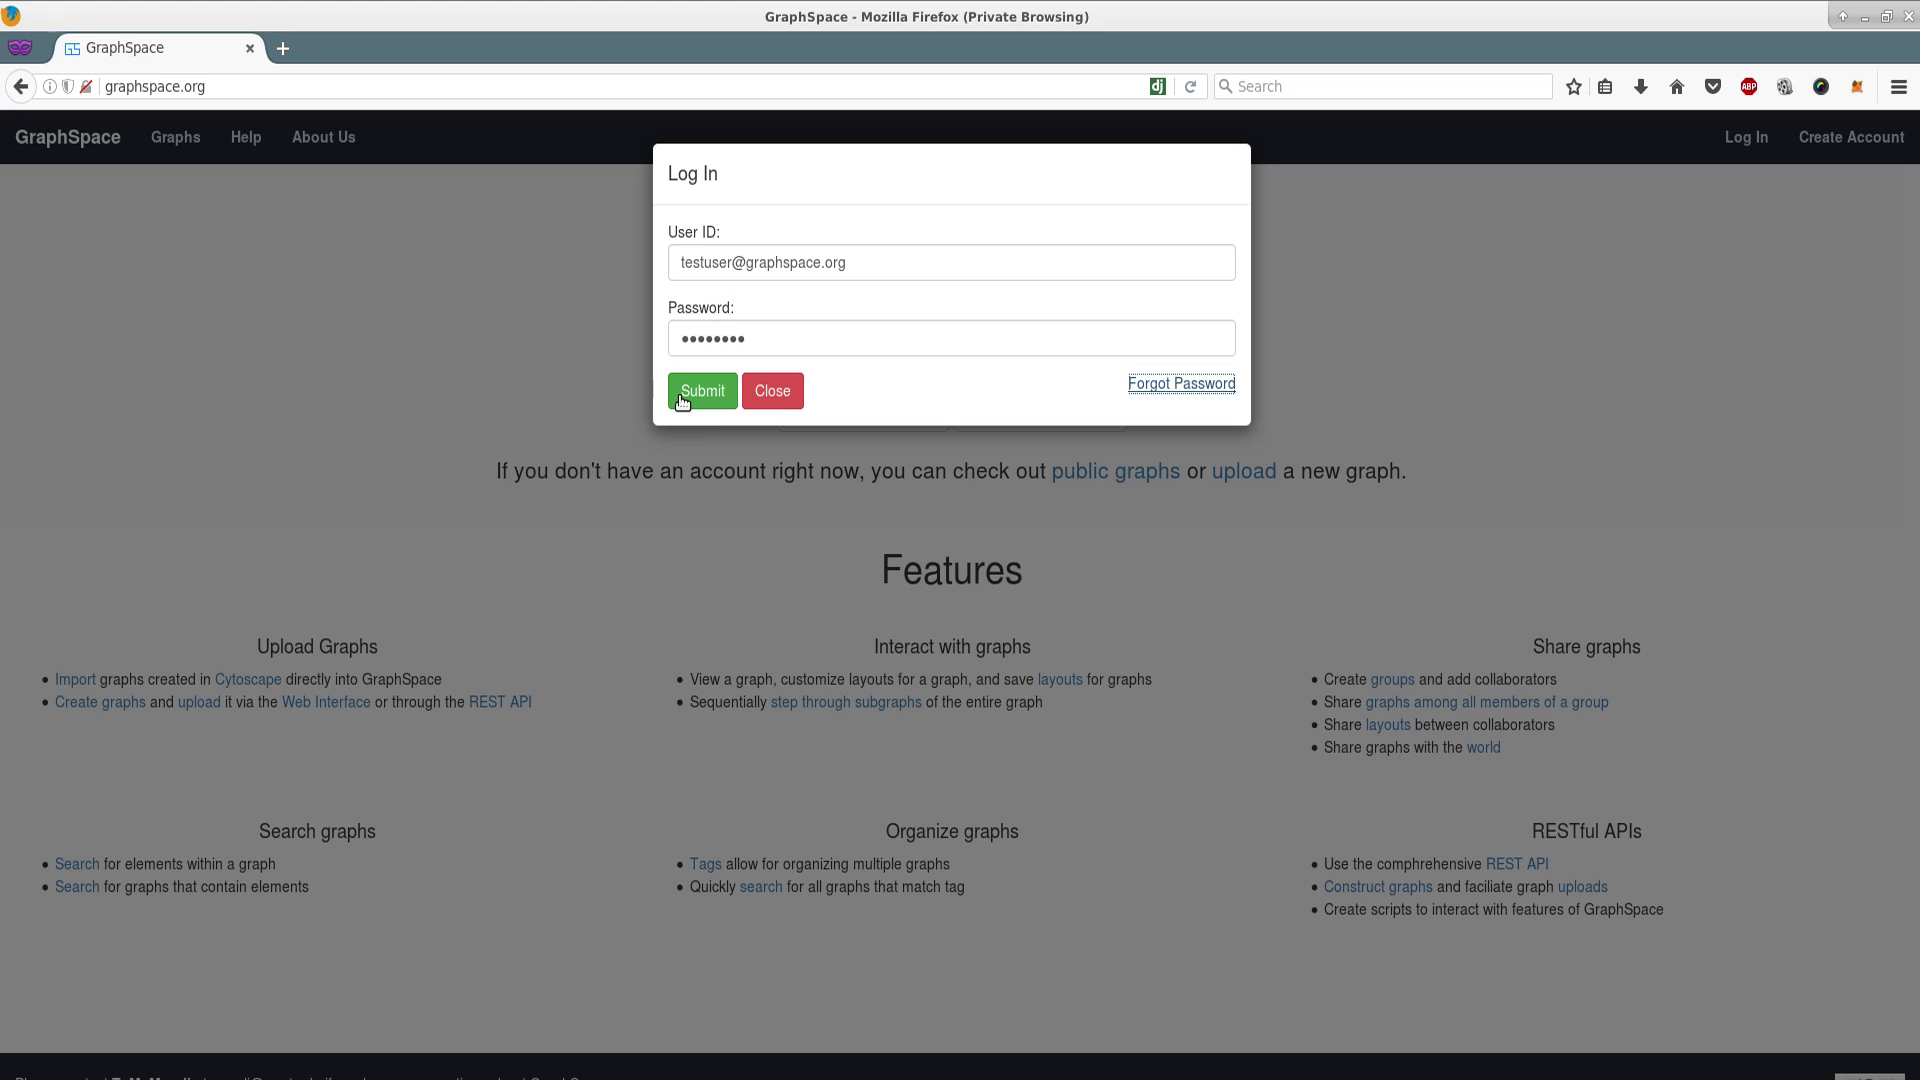 GraphSpace - Mozilla Firefox (Private Browsing)
GraphSpace
graphspace.org
dj
Search
ABP
GraphSpace Graphs Help About Us Log In Create Account
Log In
User ID:
testuser@graphspace.org
Password:
••••••••
Submit Close Forgot Password
If you don't have an account right now, you can check out public graphs or upload a new graph.
Features
Upload Graphs
• Import graphs created in Cytoscape directly into GraphSpace
• Create graphs and upload it via the Web Interface or through the REST API
Interact with graphs
• View a graph, customize layouts for a graph, and save layouts for graphs
• Sequentially step through subgraphs of the entire graph
Share graphs
• Create groups and add collaborators
• Share graphs among all members of a group
• Share layouts between collaborators
• Share graphs with the world
Search graphs
• Search for elements within a graph
• Search for graphs that contain elements
Organize graphs
• Tags allow for organizing multiple graphs
• Quickly search for all graphs that match tag
RESTful APIs
• Use the comphrehensive REST API
• Construct graphs and faciliate graph uploads
• Create scripts to interact with features of GraphSpace